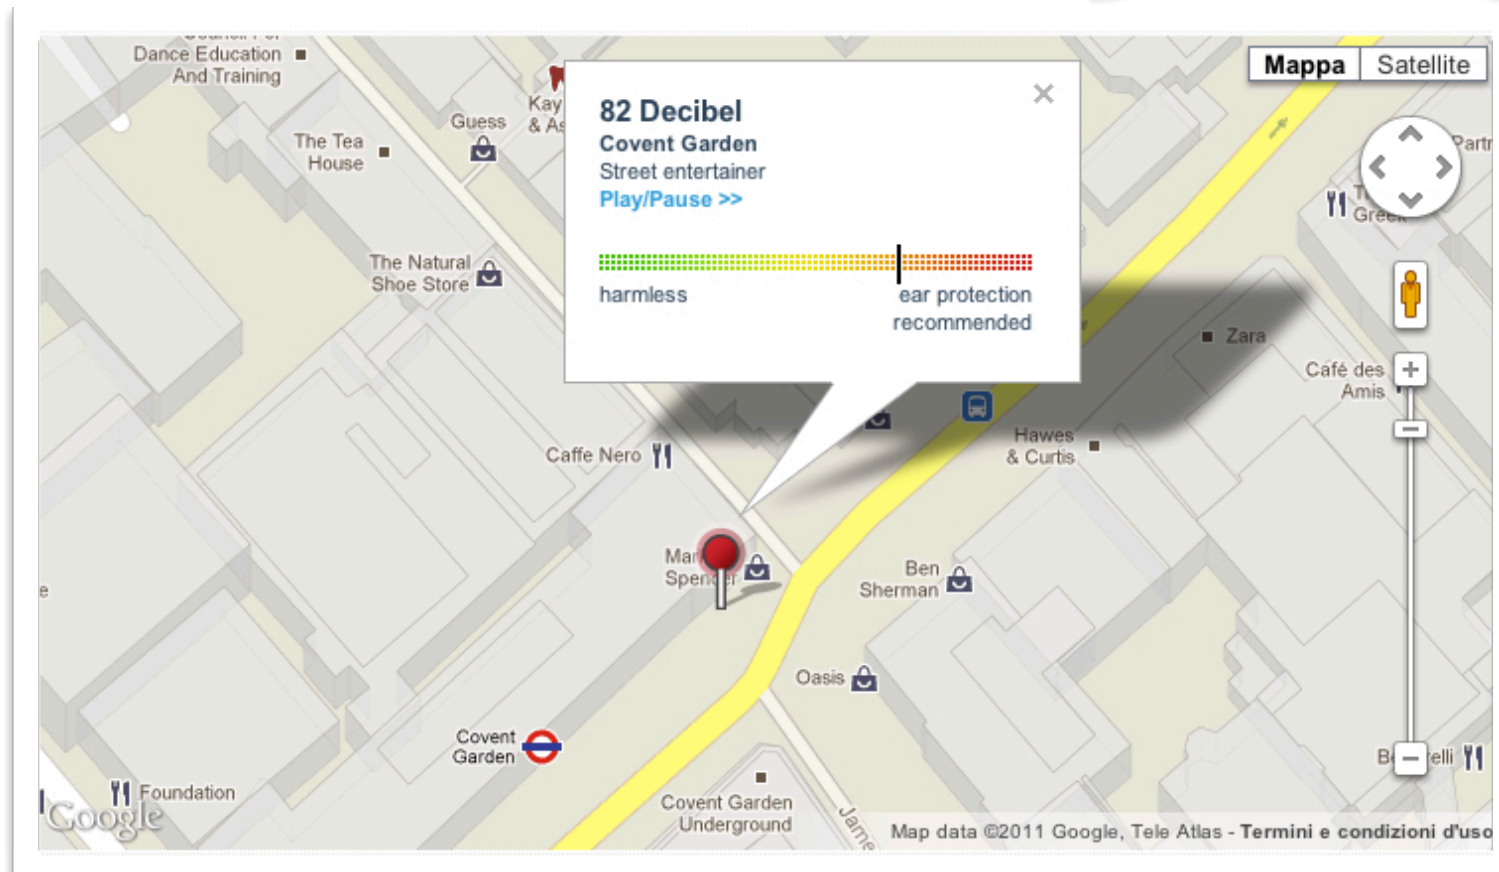 Dance Education
And Training
The Tea
House
Guess
Kay
The Natural
Shoe Store
82 Decibel
Covent Garden
Street entertainer
Play/Pause >>
harmless
ear protection
recommended
Mappa
Satellite
Zara
Café des
Amis
Hawes
& Curtis
Caffe Nero
Ben
Sherman
Oasis
Covent
Garden
Foundation
Google
Covent Garden
Underground
Map data ©2011 Google, Tele Atlas - Termini e condizioni d'uso